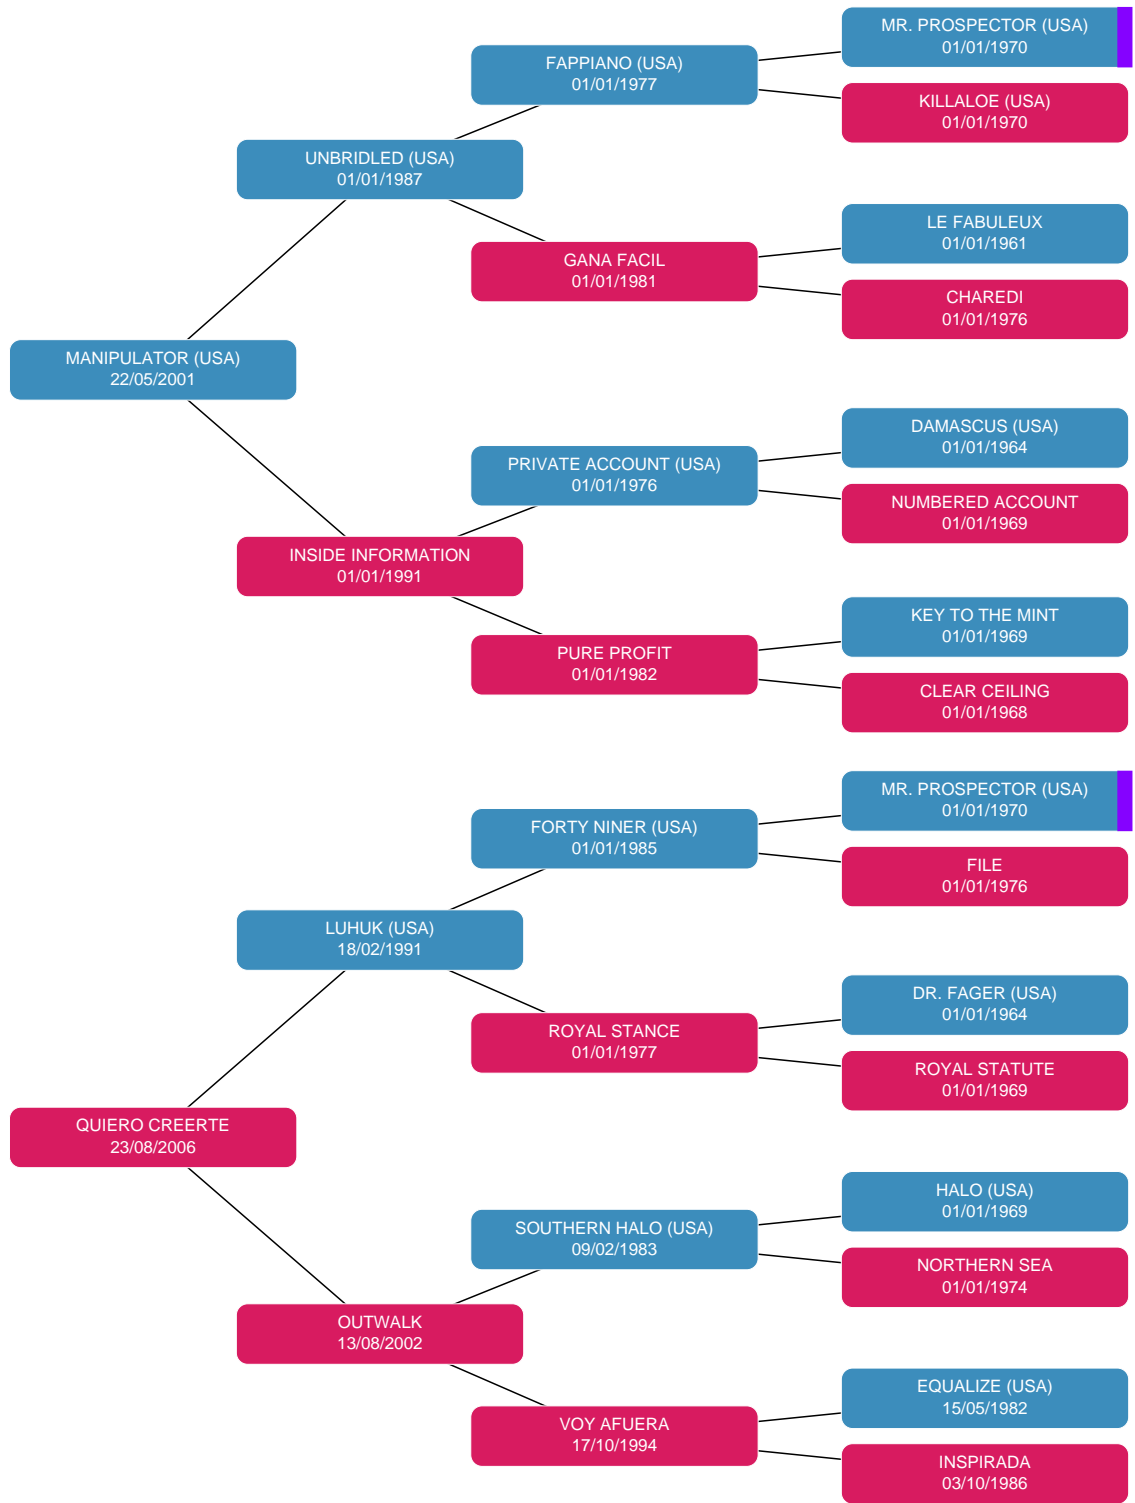 MR. PROSPECTOR (USA)
01/01/1970
FAPPIANO (USA)
01/01/1977
KILLALOE (USA)
01/01/1970
UNBRIDLED (USA)
01/01/1987
LE FABULEUX
01/01/1961
GANA FACIL
01/01/1981
CHAREDI
01/01/1976
MANIPULATOR (USA)
22/05/2001
DAMASCUS (USA)
01/01/1964
PRIVATE ACCOUNT (USA)
01/01/1976
NUMBERED ACCOUNT
01/01/1969
INSIDE INFORMATION
01/01/1991
KEY TO THE MINT
01/01/1969
PURE PROFIT
01/01/1982
CLEAR CEILING
01/01/1968
MR. PROSPECTOR (USA)
01/01/1970
FORTY NINER (USA)
01/01/1985
FILE
01/01/1976
LUHUK (USA)
18/02/1991
DR. FAGER (USA)
01/01/1964
ROYAL STANCE
01/01/1977
ROYAL STATUTE
01/01/1969
QUIERO CREERTE
23/08/2006
HALO (USA)
01/01/1969
SOUTHERN HALO (USA)
09/02/1983
NORTHERN SEA
01/01/1974
OUTWALK
13/08/2002
EQUALIZE (USA)
15/05/1982
VOY AFUERA
17/10/1994
INSPIRADA
03/10/1986